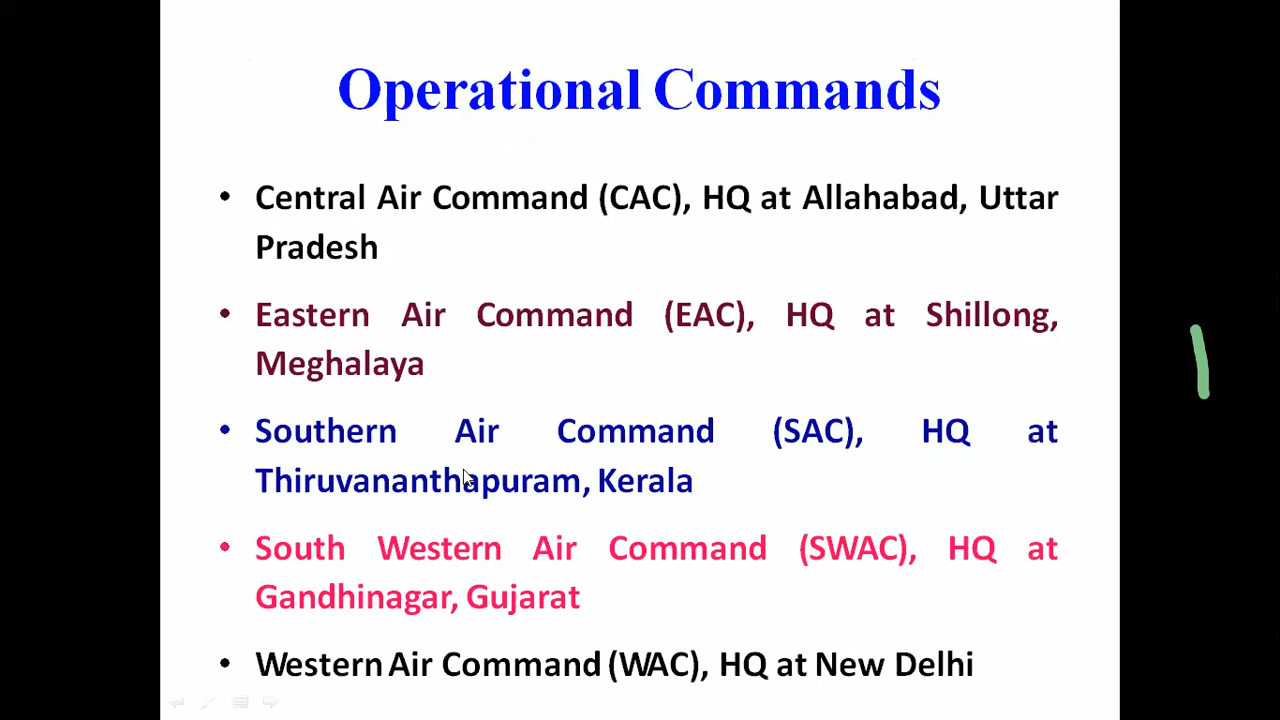 Operational Commands
• Central Air Command (CAC), HQ at Allahabad, Uttar
Pradesh
• Eastern Air Command (EAC), HQ at Shillong,
Meghalaya
• Southern Air Command (SAC), HQ at
Thiruvananthapuram, Kerala
• South Western Air Command (SWAC), HQ at
Gandhinagar, Gujarat
• Western Air Command (WAC), HQ at New Delhi